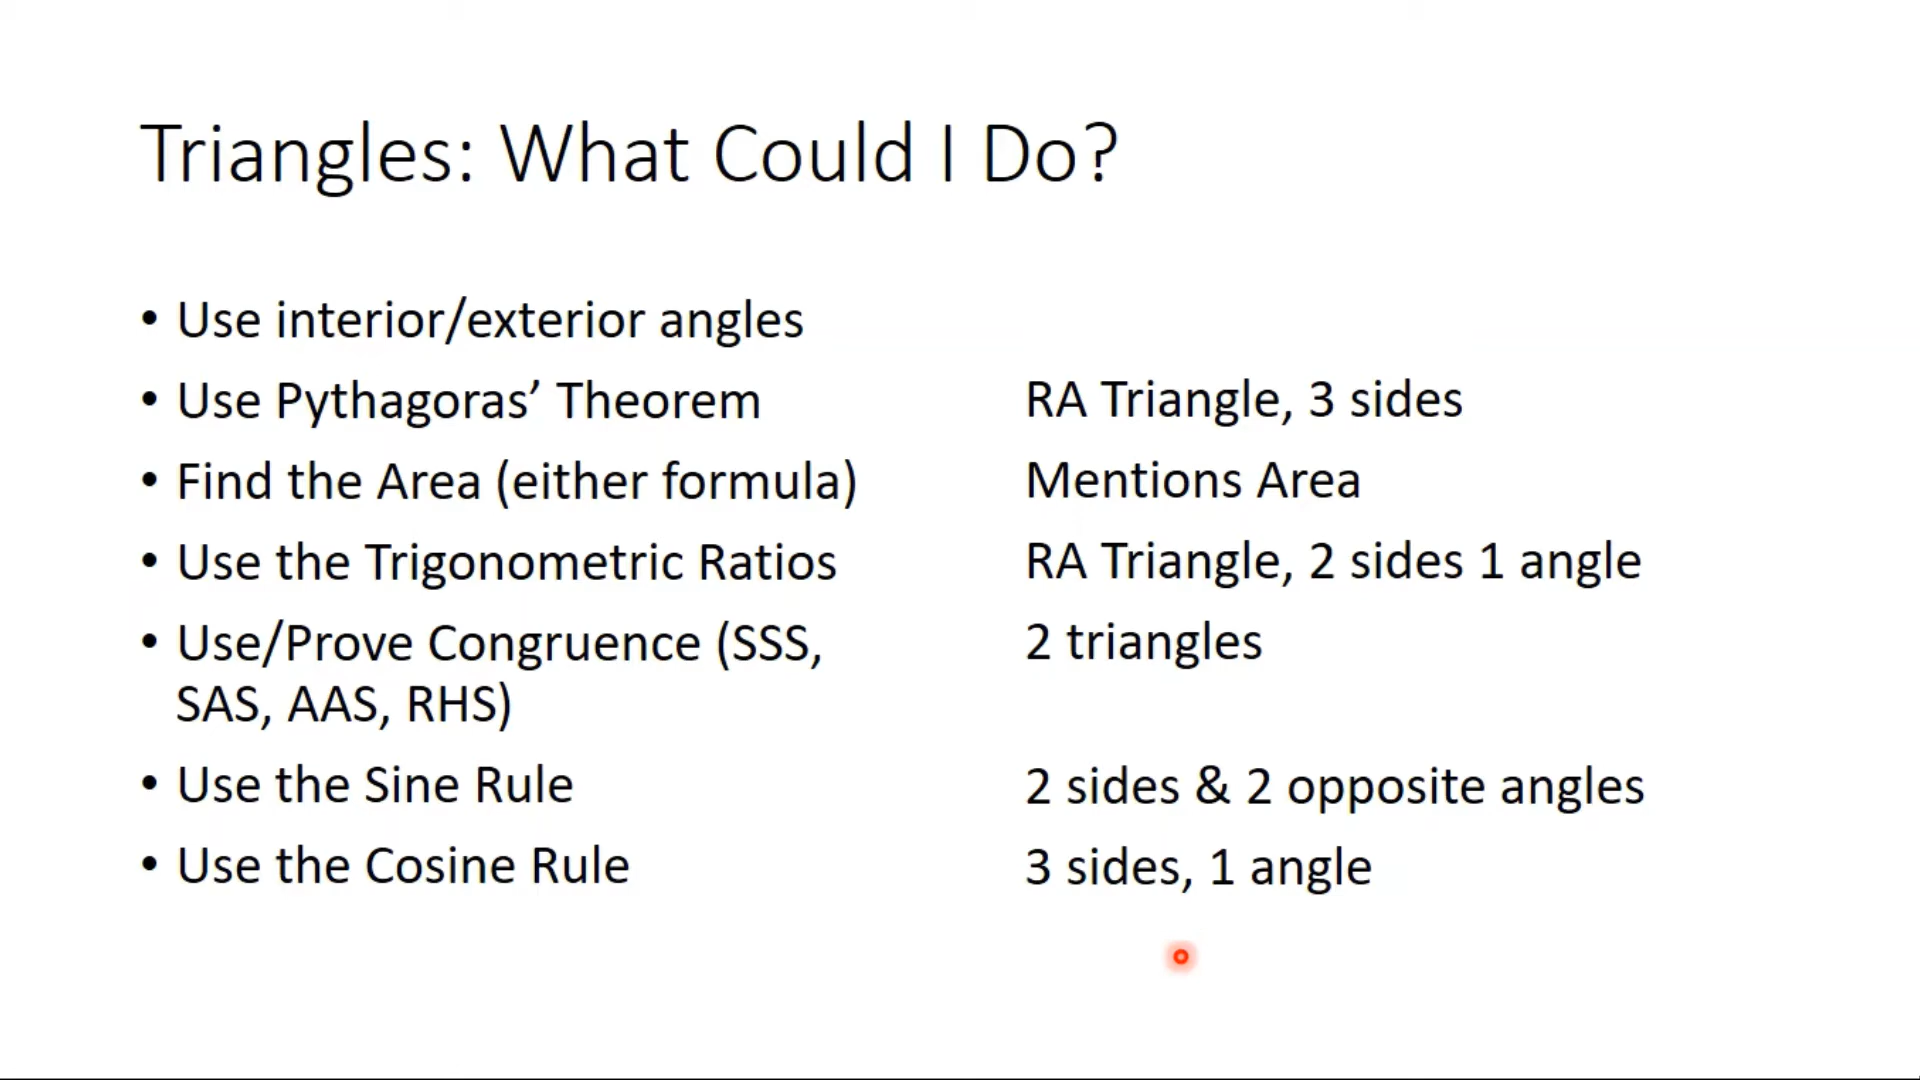 Triangles: What Could I Do?
• Use interior/exterior angles
• Use Pythagoras’ Theorem
RA Triangle, 3 sides
• Find the Area (either formula)
Mentions Area
• Use the Trigonometric Ratios
RA Triangle, 2 sides 1 angle
• Use/Prove Congruence (SSS,
SAS, AAS, RHS)
2 triangles
• Use the Sine Rule
2 sides & 2 opposite angles
• Use the Cosine Rule
3 sides, 1 angle